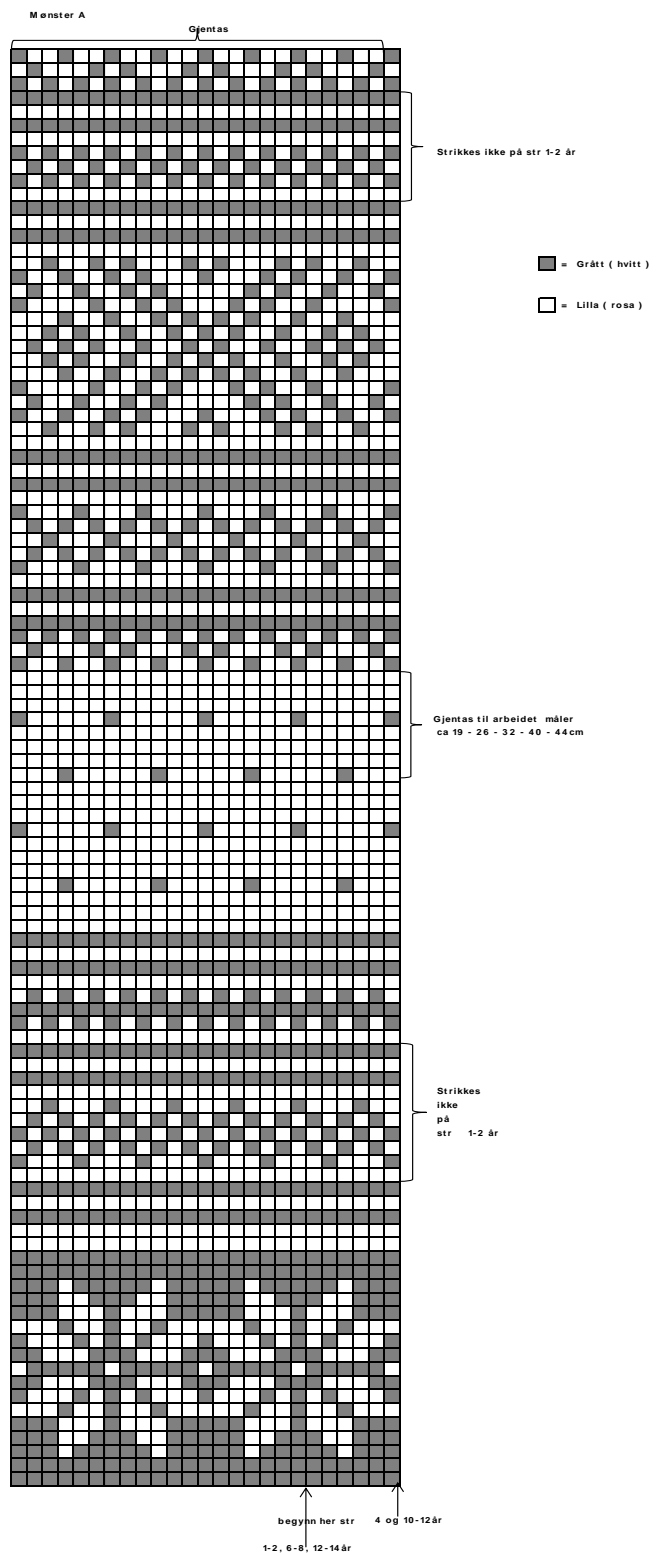 Mønster A
Gjentas
Strikkes ikke på str 1-2 år
= Grått ( hvitt )
= Lilla ( rosa )
Gjentas til arbeidet måler
ca 19 - 26 - 32 - 40 - 44cm
Strikkes
ikke
på
str 1-2 år
begynn her str
4 og 10-12år
1-2, 6-8, 12-14år